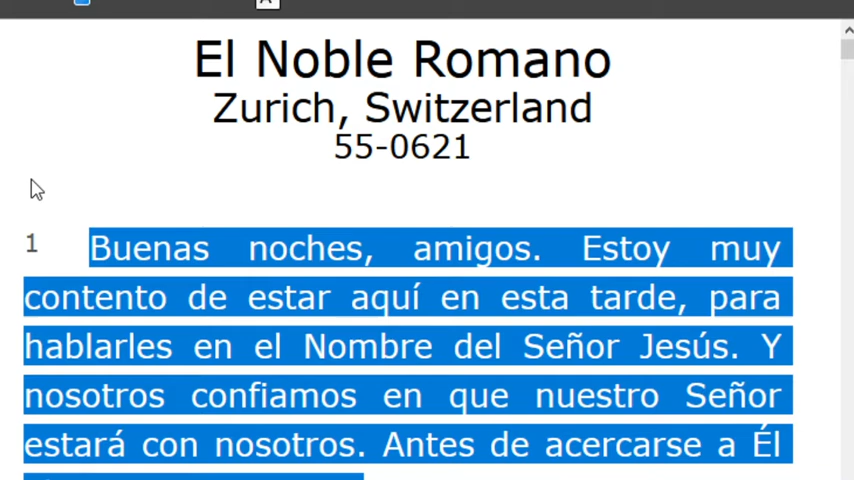 El Noble Romano
Zurich, Switzerland
55-0621
1 Buenas noches, amigos. Estoy muy
contento de estar aquí en esta tarde, para
hablarles en el Nombre del Señor Jesús. Y
nosotros confiamos en que nuestro Señor
estará con nosotros. Antes de acercarse a Él